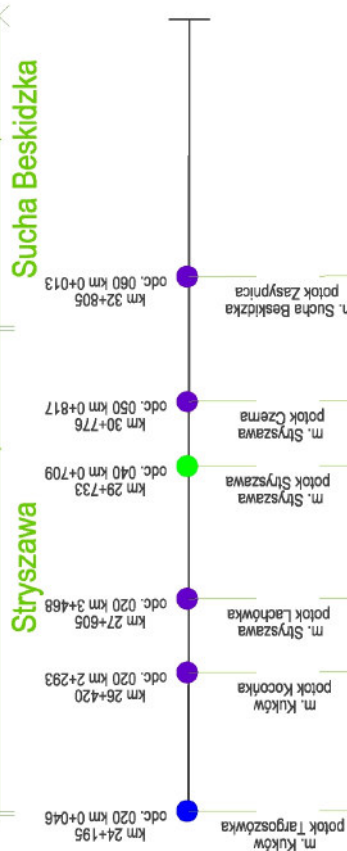 Sucha Beskidzka
km 32+805
odc. 060 km 0+013
m. Sucha Beskidzka
potok Zasypnica
km 30+776
odc. 050 km 0+817
m. Stryszawa
potok Czerna
km 29+733
odc. 040 km 0+709
m. Stryszawa
potok Stryszawa
Stryszawa
km 27+605
odc. 020 km 3+468
m. Stryszawa
potok Lachówka
km 26+420
odc. 020 km 2+293
m. Kuków
potok Kocońka
km 24+195
odc. 020 km 0+046
m. Kuków
potok Targoszówka